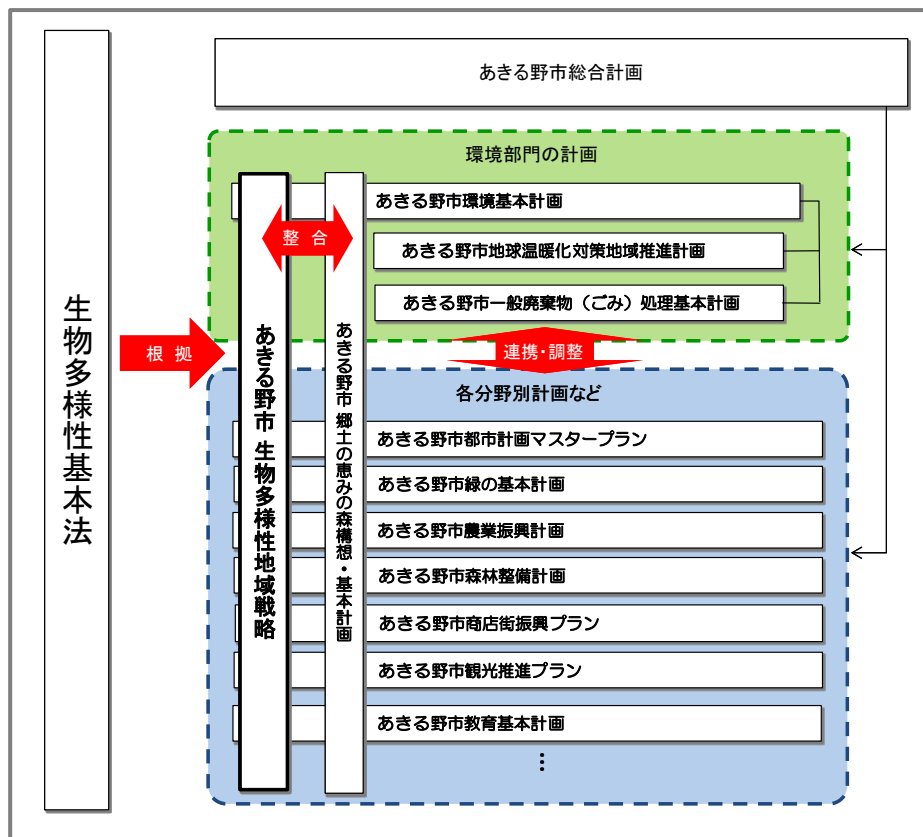 生物多様性基本法
あきる野市総合計画
環境部門の計画
あきる野市環境基本計画
整 合
あきる野市地球温暖化対策地域推進計画
あきる野市一般廃棄物（ごみ）処理基本計画
根 拠
あきる野市 生物多様性地域戦略
あきる野市 郷土の恵みの森構想・基本計画
連携・調整
各分野別計画など
あきる野市都市計画マスタープラン
あきる野市緑の基本計画
あきる野市農業振興計画
あきる野市森林整備計画
あきる野市商店街振興プラン
あきる野市観光推進プラン
あきる野市教育基本計画
⋮